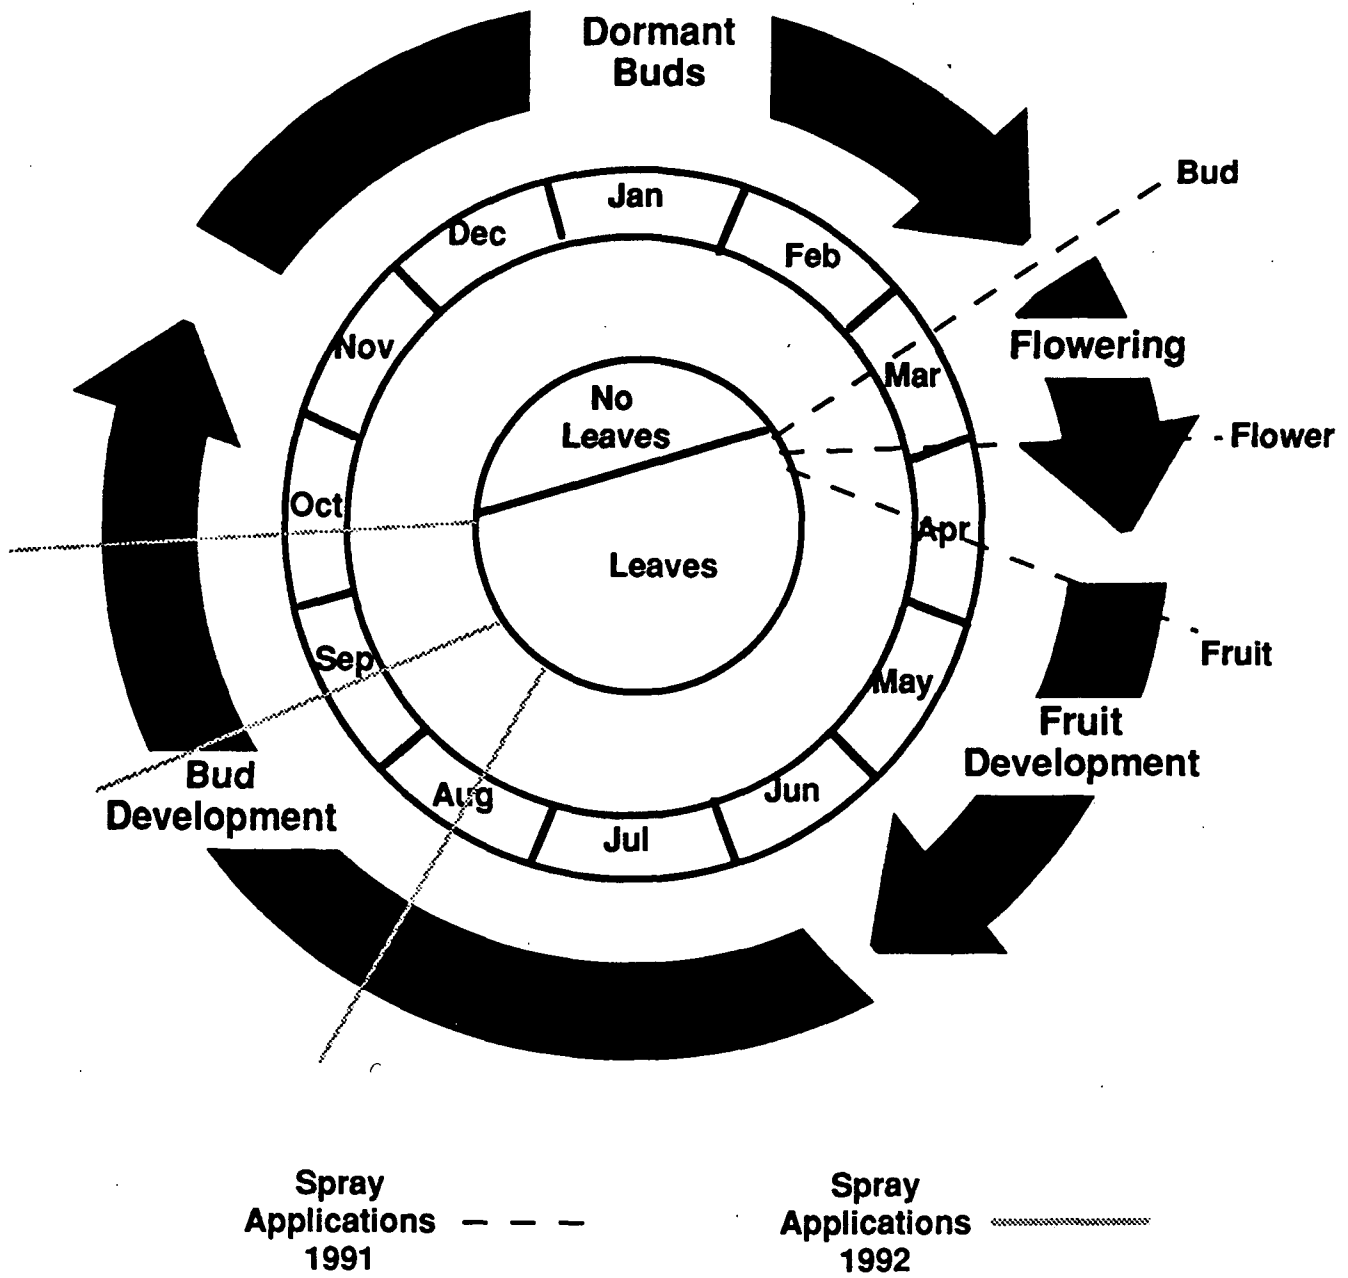 Dormant
Buds
Bud
Jan
Dec
Feb
Nov
Flowering
Mar
No
Leaves
Flower
Oct
Apr
Leaves
Fruit
Sep
May
Fruit
Development
Bud
Development
Aug
Jun
Jul
Spray
Applications
1991
Spray
Applications
1992